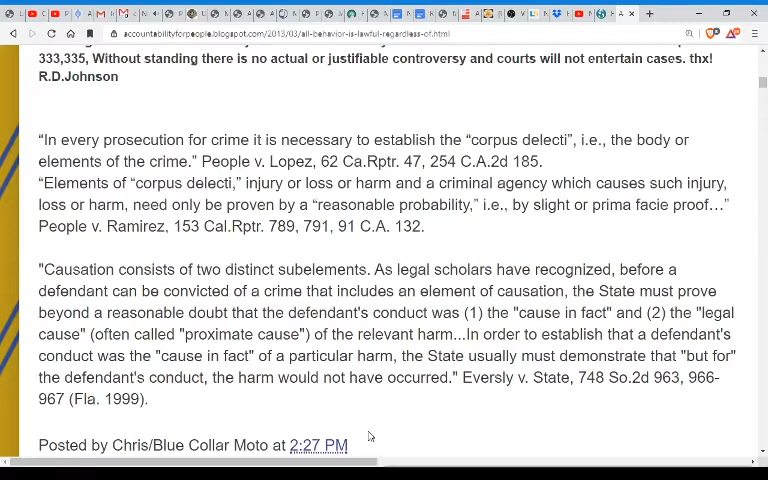 accountabilityforpeople.blogspot.com/2013/03/all-behavior-is-lawful-regardless-of.html
333,335, Without standing there is no actual or justifiable controversy and courts will not entertain cases. thx!
R.D.Johnson
“In every prosecution for crime it is necessary to establish the “corpus delecti”, i.e., the body or
elements of the crime.” People v. Lopez, 62 Ca.Rptr. 47, 254 C.A.2d 185.
“Elements of “corpus delecti,” injury or loss or harm and a criminal agency which causes such injury,
loss or harm, need only be proven by a “reasonable probability,” i.e., by slight or prima facie proof…”
People v. Ramirez, 153 Cal.Rptr. 789, 791, 91 C.A. 132.
"Causation consists of two distinct subelements. As legal scholars have recognized, before a
defendant can be convicted of a crime that includes an element of causation, the State must prove
beyond a reasonable doubt that the defendant's conduct was (1) the "cause in fact" and (2) the "legal
cause" (often called "proximate cause") of the relevant harm...In order to establish that a defendant's
conduct was the "cause in fact" of a particular harm, the State usually must demonstrate that "but for"
the defendant's conduct, the harm would not have occurred." Eversly v. State, 748 So.2d 963, 966-
967 (Fla. 1999).
Posted by Chris/Blue Collar Moto at 2:27 PM